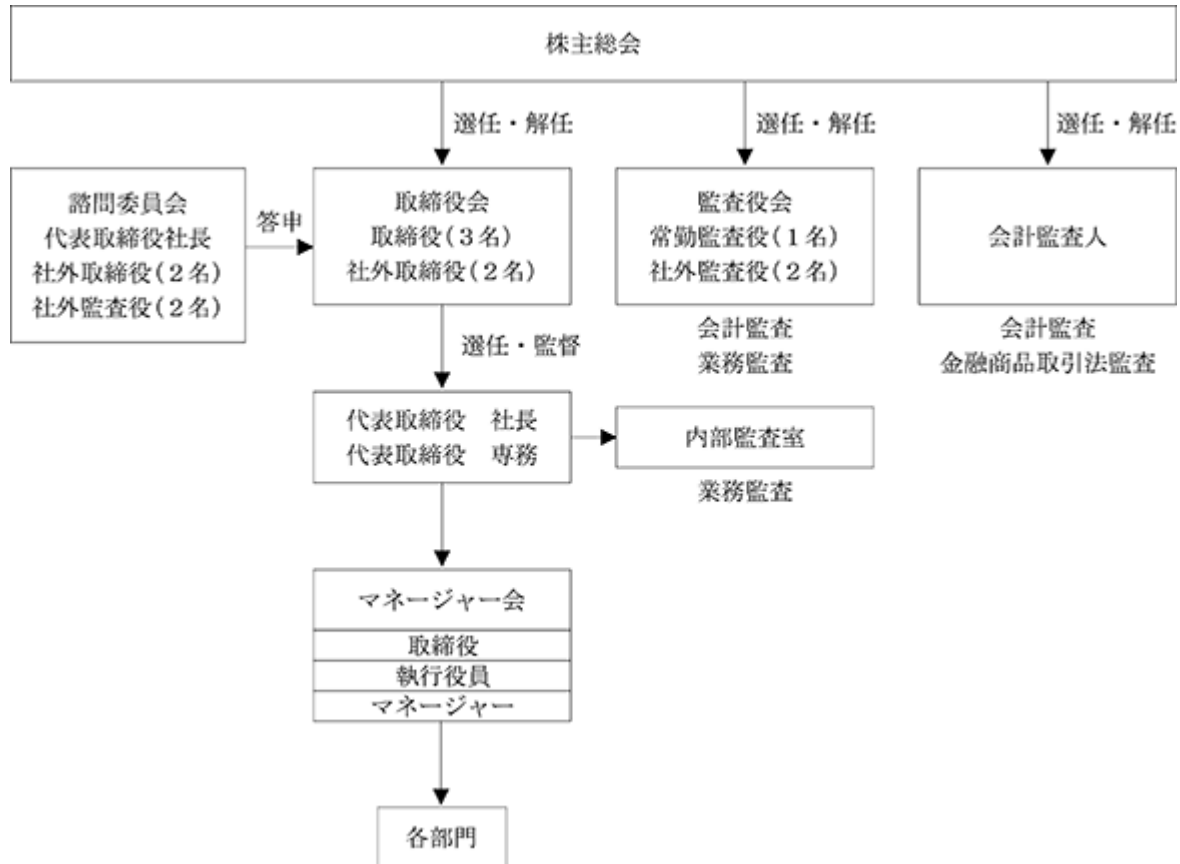 株主総会
選任・解任
選任・解任
選任・解任
諮問委員会
代表取締役社長
社外取締役(2名)
社外監査役(2名)
答申
取締役会
取締役(3名)
社外取締役(2名)
監査役会
常勤監査役(1名)
社外監査役(2名)
会計監査人
会計監査
業務監査
会計監査
金融商品取引法監査
選任・監督
代表取締役　社長
代表取締役　専務
内部監査室
業務監査
マネージャー会
取締役
執行役員
マネージャー
各部門